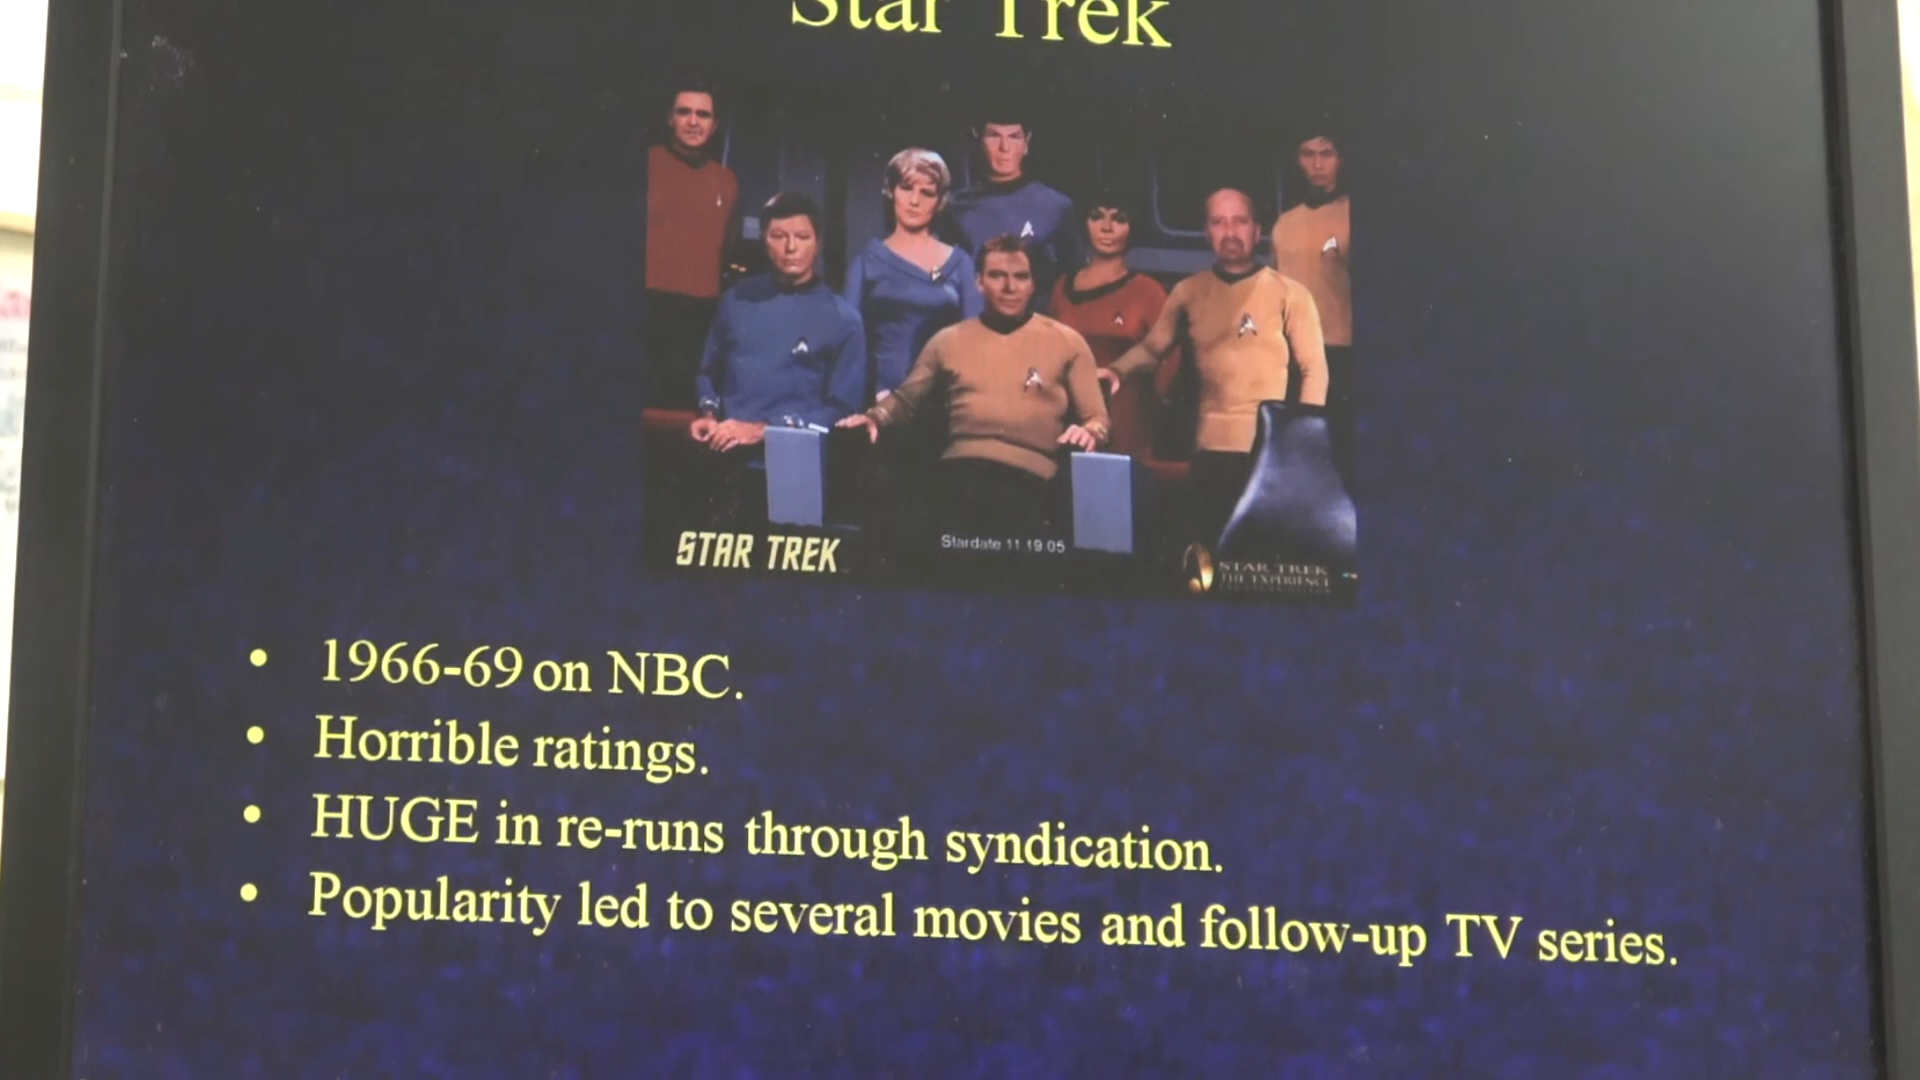 Star Trek
STAR TREK
Stardate 11.19.05
STAR TREK
THE EXPERIENCE
• 1966-69 on NBC.
• Horrible ratings.
• HUGE in re-runs through syndication.
• Popularity led to several movies and follow-up TV series.